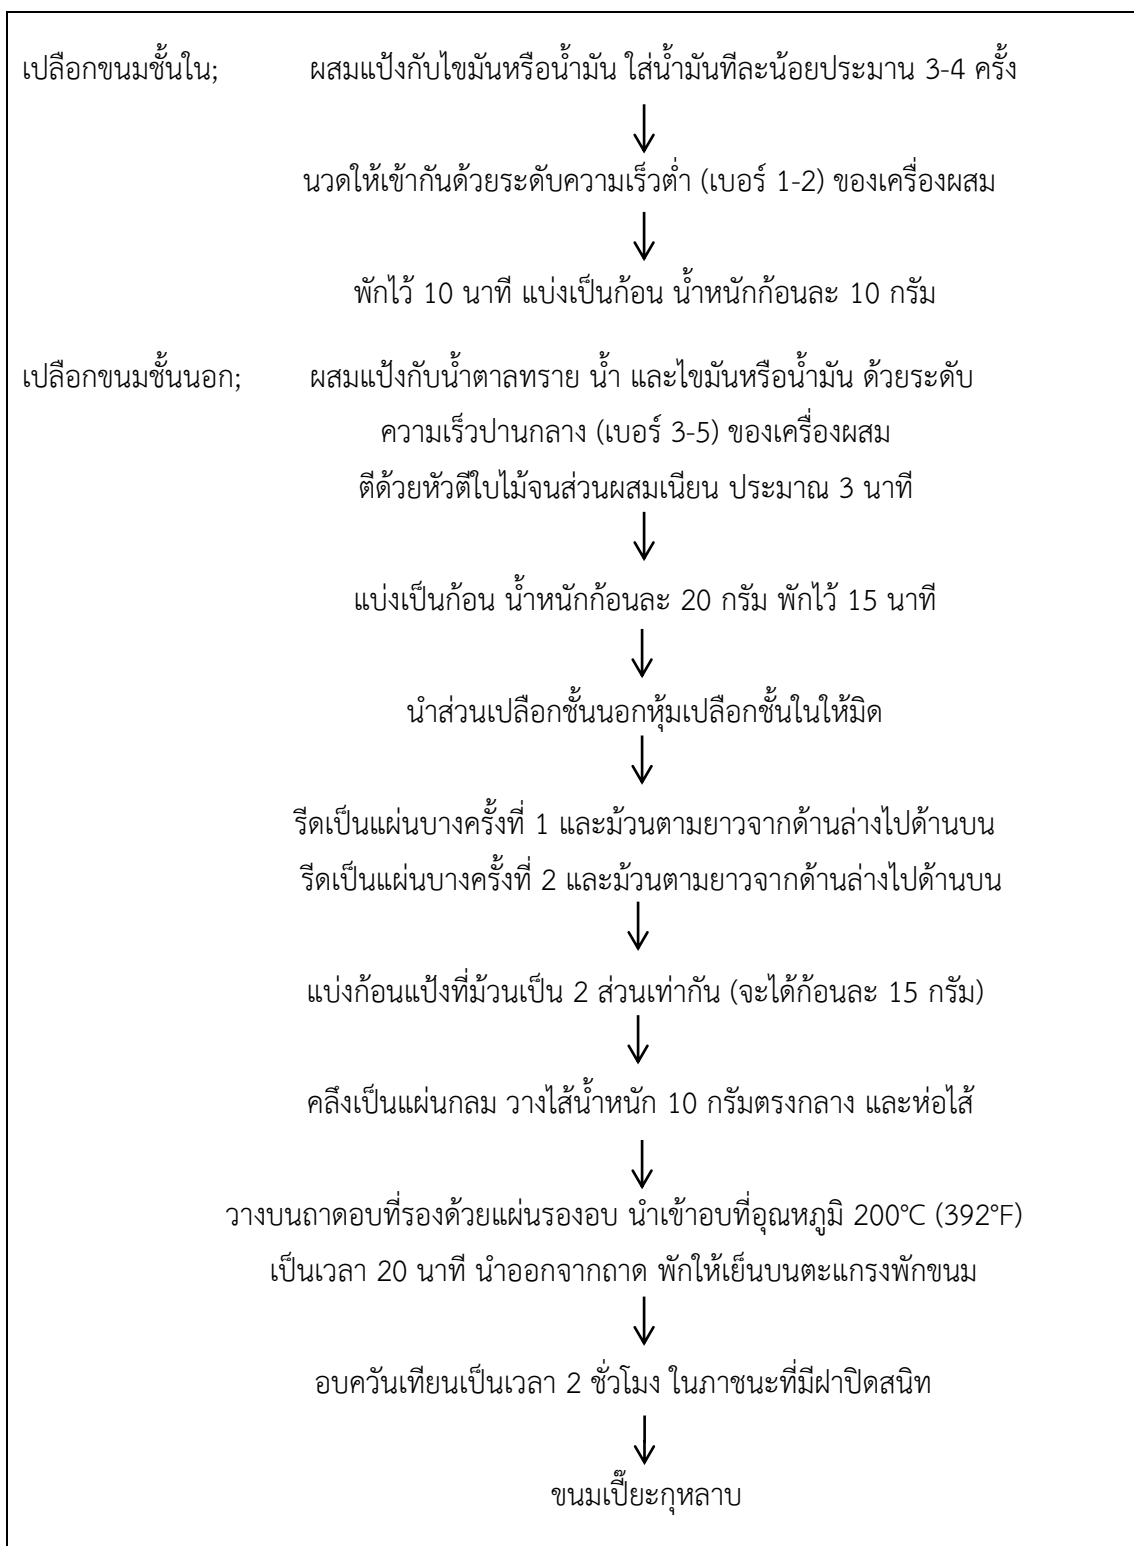 เปลือกขนมชั้นใน; ผสมแป้งกับไขมันหรือน้ำมัน ใส่น้ำมันทีละน้อยประมาน 3-4 ครั้ง
นวดให้เข้ากันด้วยระดับความเร็วต่ำ (เบอร์ 1-2) ของเครื่องผสม
พักไว้ 10 นาที แบ่งเป็นก้อน น้ำหนักก้อนละ 10 กรัม
เปลือกขนมชั้นนอก; ผสมแป้งกับน้ำตาลทราย น้ำ และไขมันหรือน้ำมัน ด้วยระดับ
ความเร็วปานกลาง (เบอร์ 3-5) ของเครื่องผสม
ตีด้วยหัวตีใบไม้จนส่วนผสมเนียน ประมาณ 3 นาที
แบ่งเป็นก้อน น้ำหนักก้อนละ 20 กรัม พักไว้ 15 นาที
นำส่วนเปลือกชั้นนอกหุ้มเปลือกชั้นในให้มิด
รีดเป็นแผ่นบางครั้งที่ 1 และม้วนตามยาวจากด้านล่างไปด้านบน
รีดเป็นแผ่นบางครั้งที่ 2 และม้วนตามยาวจากด้านล่างไปด้านบน
แบ่งก้อนแป้งที่ม้วนเป็น 2 ส่วนเท่ากัน (จะได้ก้อนละ 15 กรัม)
คลึงเป็นแผ่นกลม วางไส้น้ำหนัก 10 กรัมตรงกลาง และห่อไส้
วางบนถาดอบที่รองด้วยแผ่นรองอบ นำเข้าอบที่อุณหภูมิ 200°C (392°F)
เป็นเวลา 20 นาที นำออกจากถาด พักให้เย็นบนตะแกรงพักขนม
อบควันเทียนเป็นเวลา 2 ชั่วโมง ในภาชนะที่มีฝาปิดสนิท
ขนมเปี๊ยะกุหลาบ